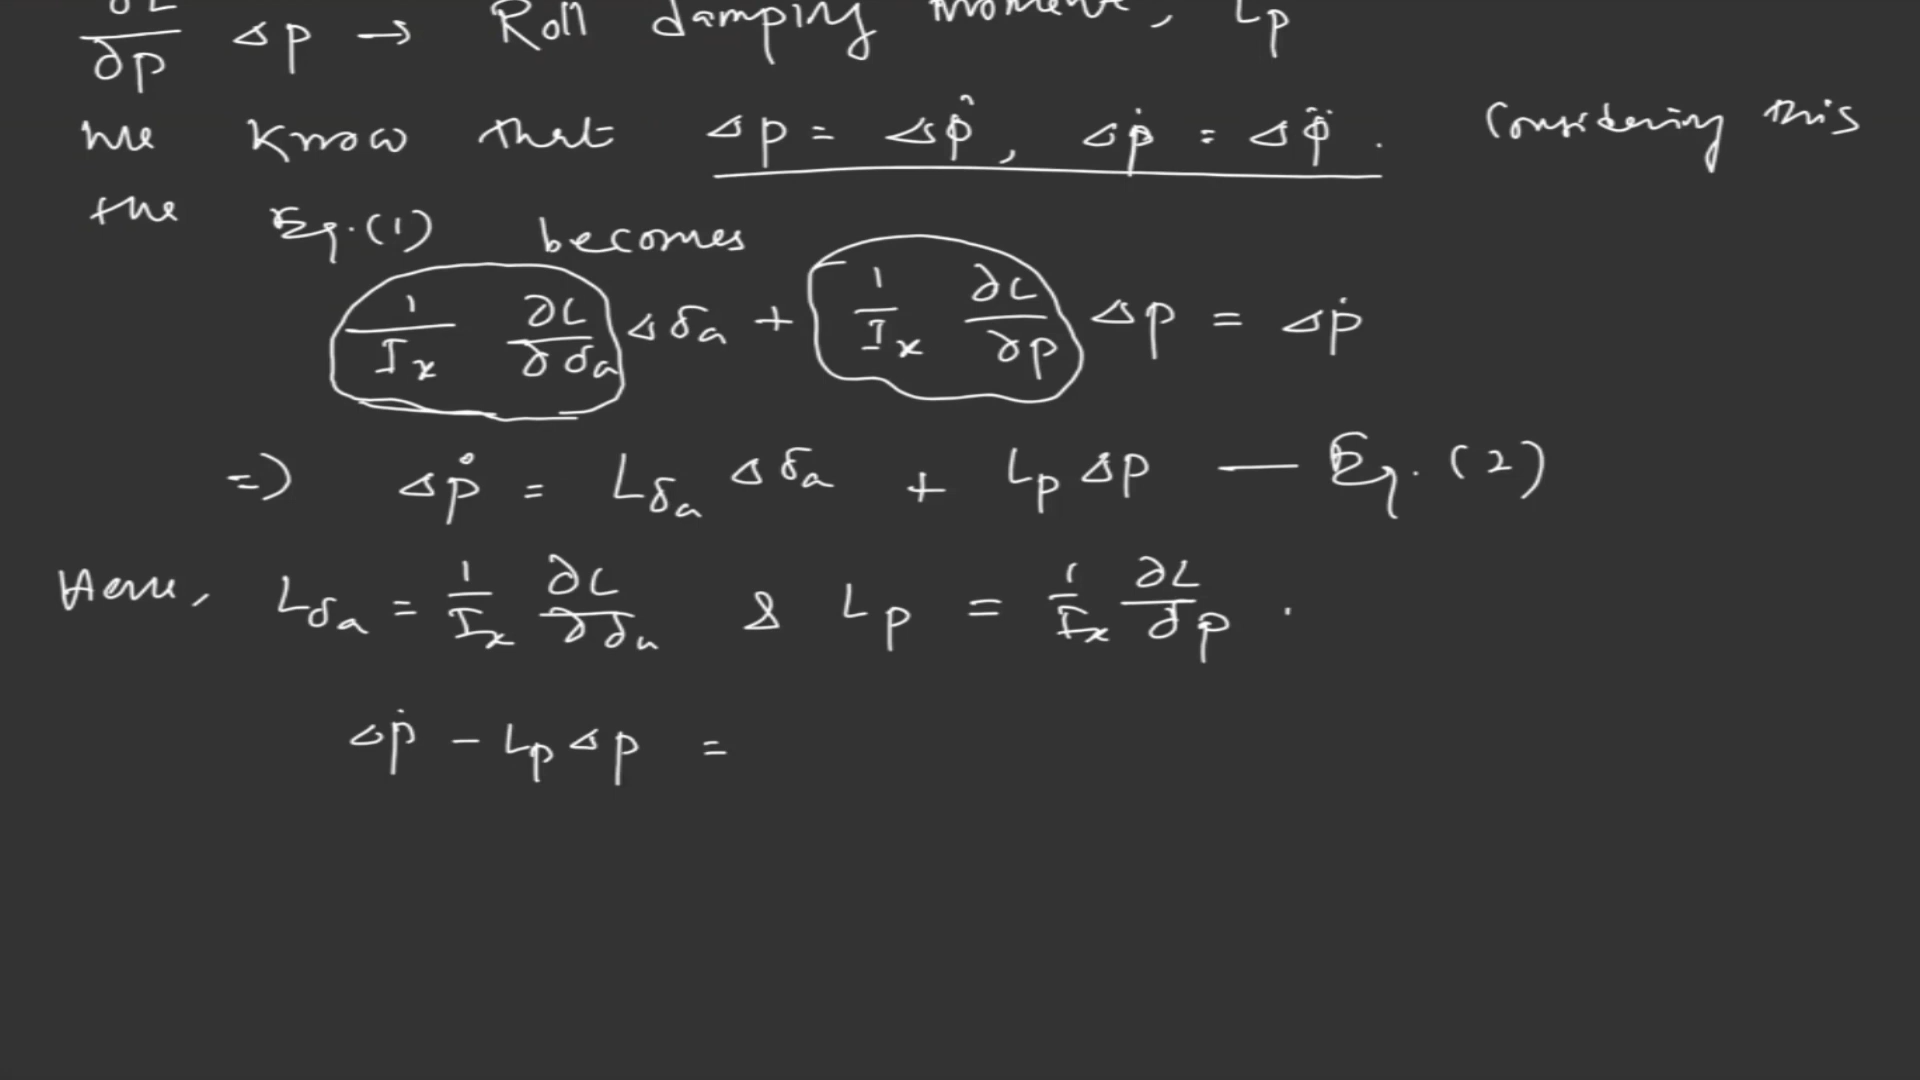 ∂L/∂p Δp → Roll damping moment, Lp
we know that Δp = Δϕ̇, Δṗ = Δϕ̈. Considering this
the Eq.(1) becomes
1/Ix ∂L/∂δa Δδa + 1/Ix ∂L/∂p Δp = Δṗ
=> Δṗ = Lδa Δδa + Lp Δp — Eq.(2)
Here, Lδa = 1/Ix ∂L/∂δa & Lp = 1/Ix ∂L/∂p .
Δṗ - Lp Δp =